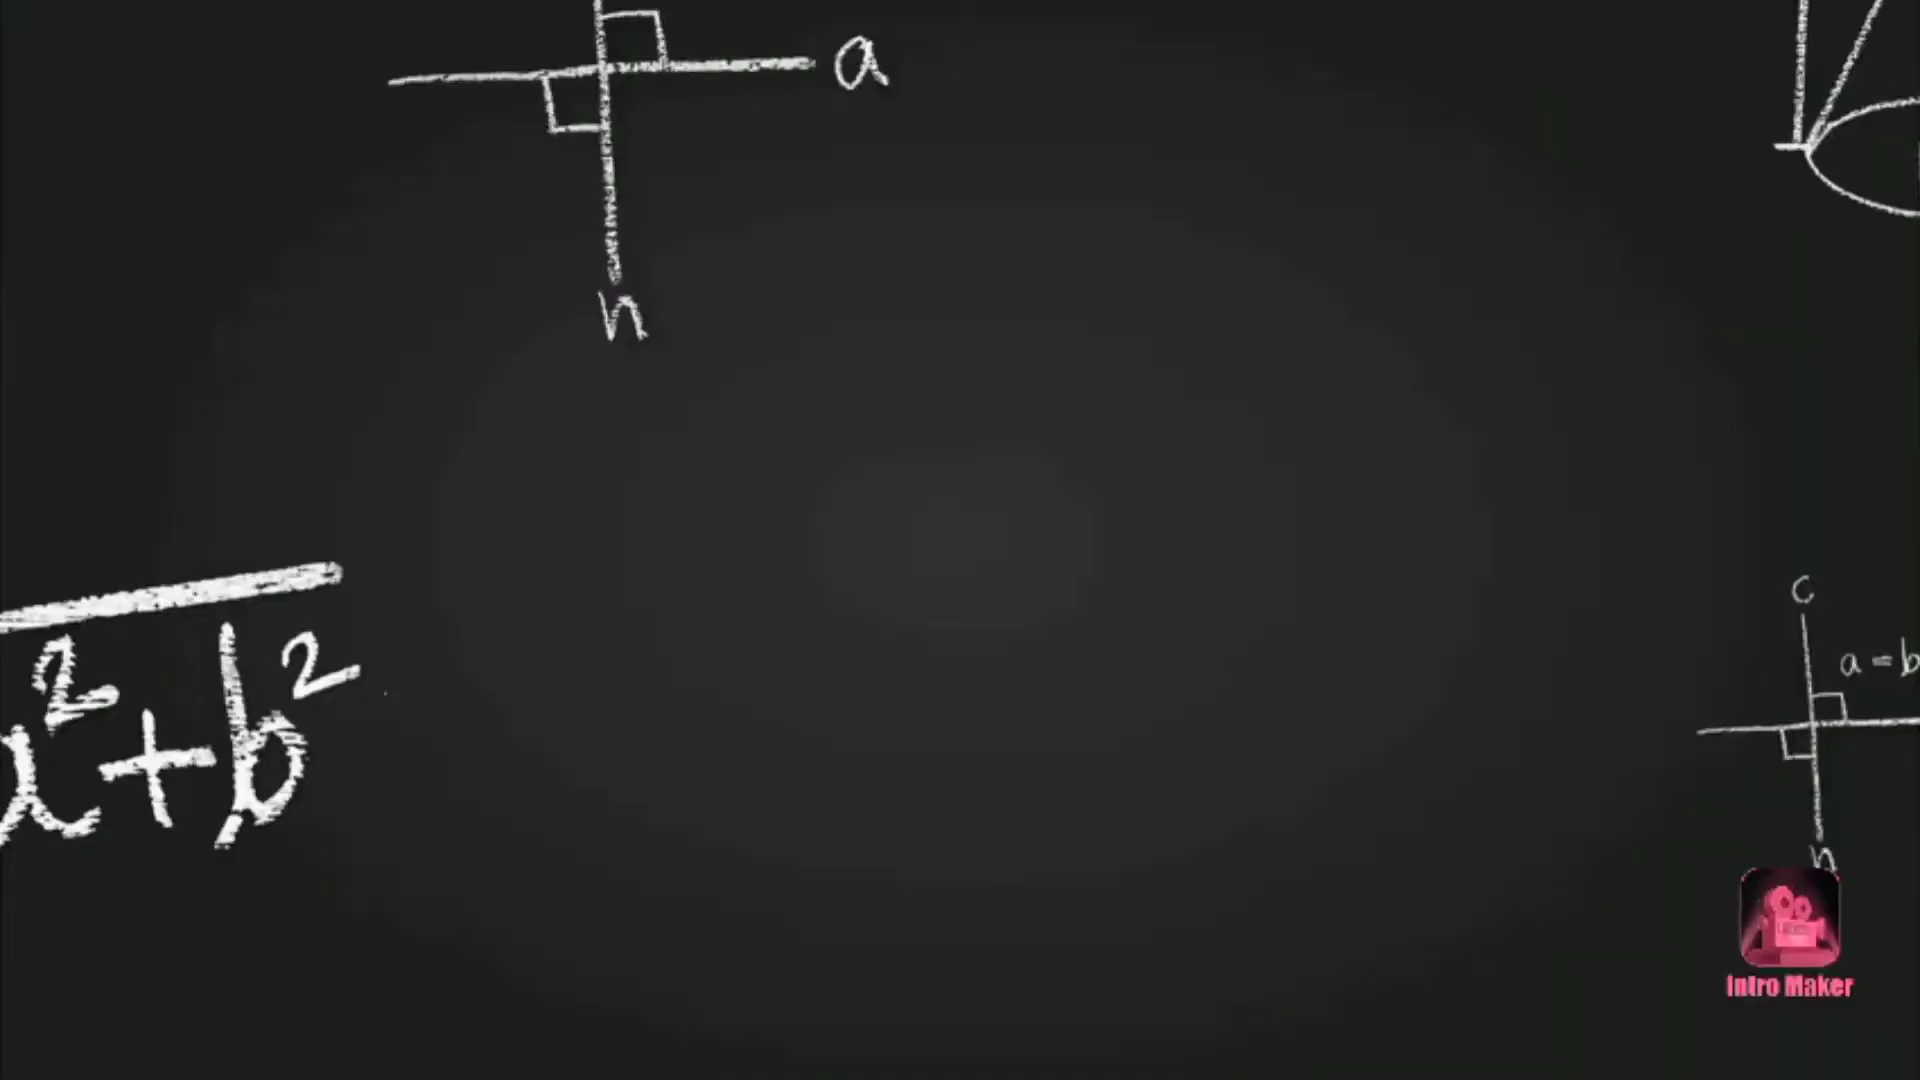 a
n
a²+b²
c
a = b
n
Intro Maker